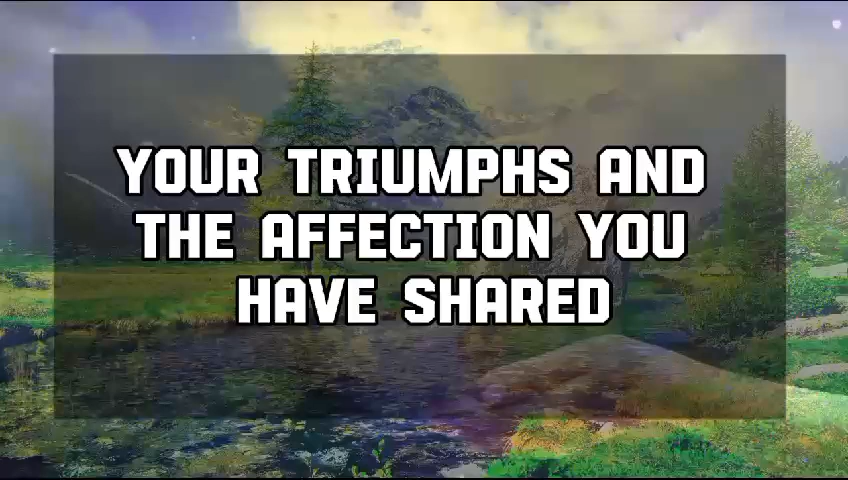 YOUR TRIUMPHS AND
THE AFFECTION YOU
HAVE SHARED